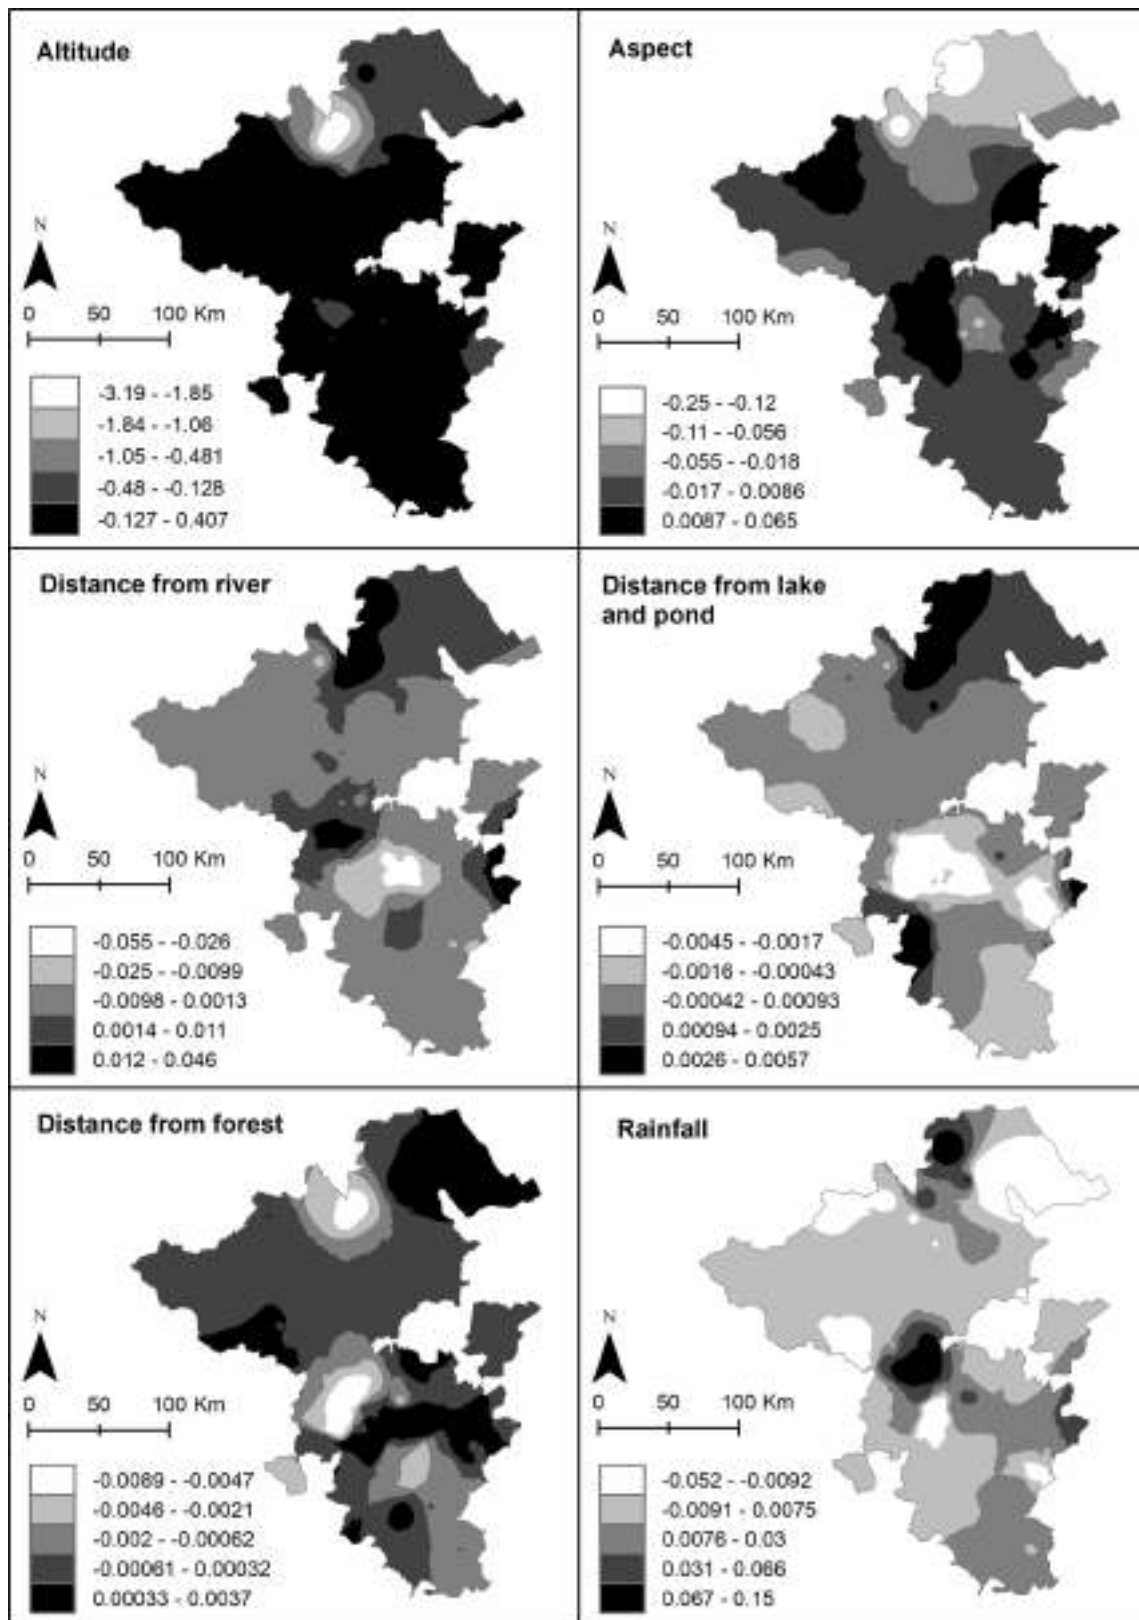 Altitude
N
0 50 100 Km
-3.19 - -1.85
-1.84 - -1.06
-1.05 - -0.481
-0.48 - -0.128
-0.127 - 0.407
Aspect
N
0 50 100 Km
-0.25 - -0.12
-0.11 - -0.056
-0.055 - -0.018
-0.017 - 0.0086
0.0087 - 0.065
Distance from river
N
0 50 100 Km
-0.055 - -0.026
-0.025 - -0.0099
-0.0098 - 0.0013
0.0014 - 0.011
0.012 - 0.046
Distance from lake
and pond
N
0 50 100 Km
-0.0045 - -0.0017
-0.0016 - -0.00043
-0.00042 - 0.00093
0.00094 - 0.0025
0.0026 - 0.0057
Distance from forest
N
0 50 100 Km
-0.0089 - -0.0047
-0.0046 - -0.0021
-0.002 - -0.00062
-0.00061 - 0.00032
0.00033 - 0.0037
Rainfall
N
0 50 100 Km
-0.052 - -0.0092
-0.0091 - 0.0075
0.0076 - 0.03
0.031 - 0.066
0.067 - 0.15